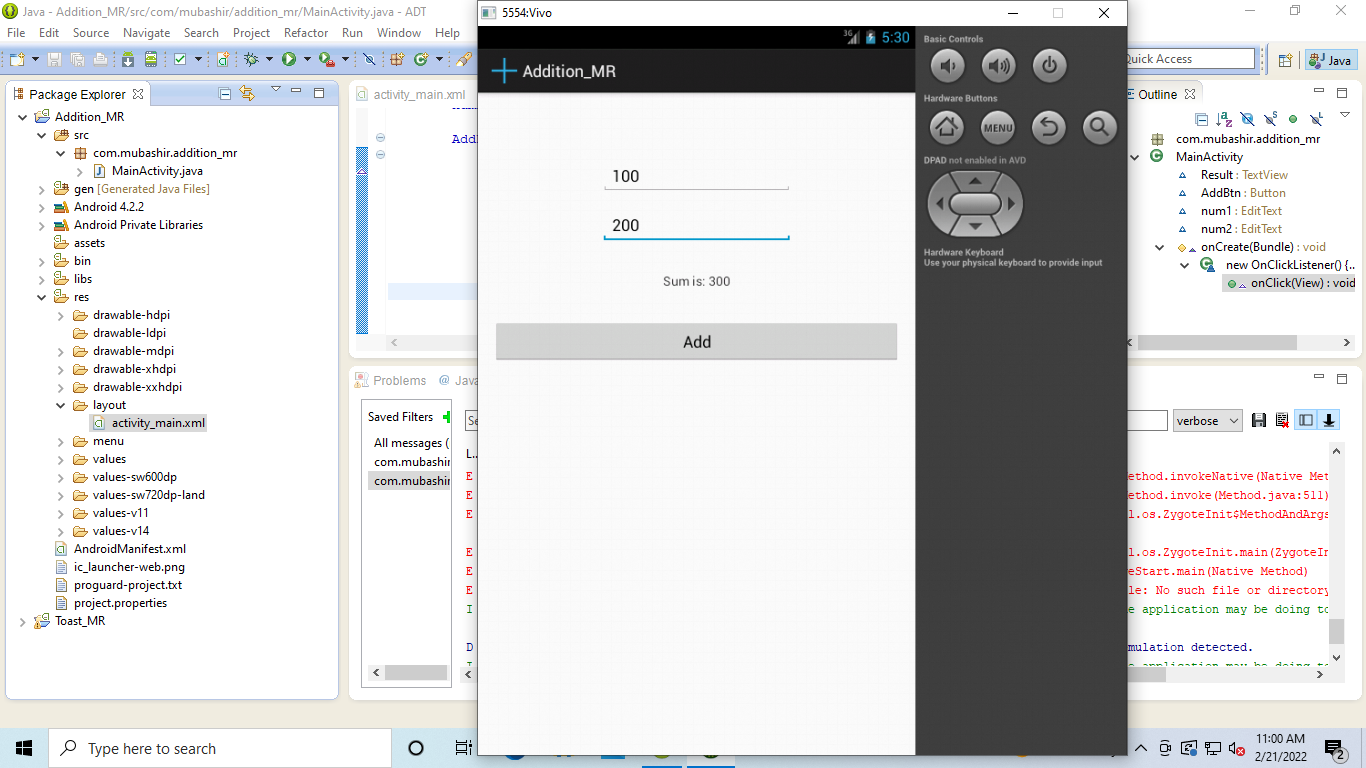 Java - Addition_MR/src/com/mubashir/addition_mr/MainActivity.java - ADT
File Edit Source Navigate Search Project Refactor Run Window Help
Quick Access
Java
Package Explorer
Addition_MR
src
com.mubashir.addition_mr
MainActivity.java
gen [Generated Java Files]
Android 4.2.2
Android Private Libraries
assets
bin
libs
res
drawable-hdpi
drawable-ldpi
drawable-mdpi
drawable-xhdpi
drawable-xxhdpi
layout
activity_main.xml
menu
values
values-sw600dp
values-sw720dp-land
values-v11
values-v14
AndroidManifest.xml
ic_launcher-web.png
proguard-project.txt
project.properties
Toast_MR
activity_main.xml
Add
Problems @ Java
Saved Filters
All messages (
com.mubashir
com.mubashir
Se
L...
E
E
E
E
E
E
I
D
I
5554:Vivo
3G 5:30
Addition_MR
100
200
Sum is: 300
Add
Basic Controls
Hardware Buttons
MENU
DPAD not enabled in AVD
Hardware Keyboard
Use your physical keyboard to provide input
Outline
com.mubashir.addition_mr
MainActivity
Result : TextView
AddBtn : Button
num1 : EditText
num2 : EditText
onCreate(Bundle) : void
new OnClickListener() {...
onClick(View) : void
verbose
ethod.invokeNative(Native Met
ethod.invoke(Method.java:511)
l.os.ZygoteInit$MethodAndArgs
l.os.ZygoteInit.main(ZygoteIn
eStart.main(Native Method)
le: No such file or directory
e application may be doing to
mulation detected.
s application may be doing to
Type here to search
11:00 AM
2/21/2022
2